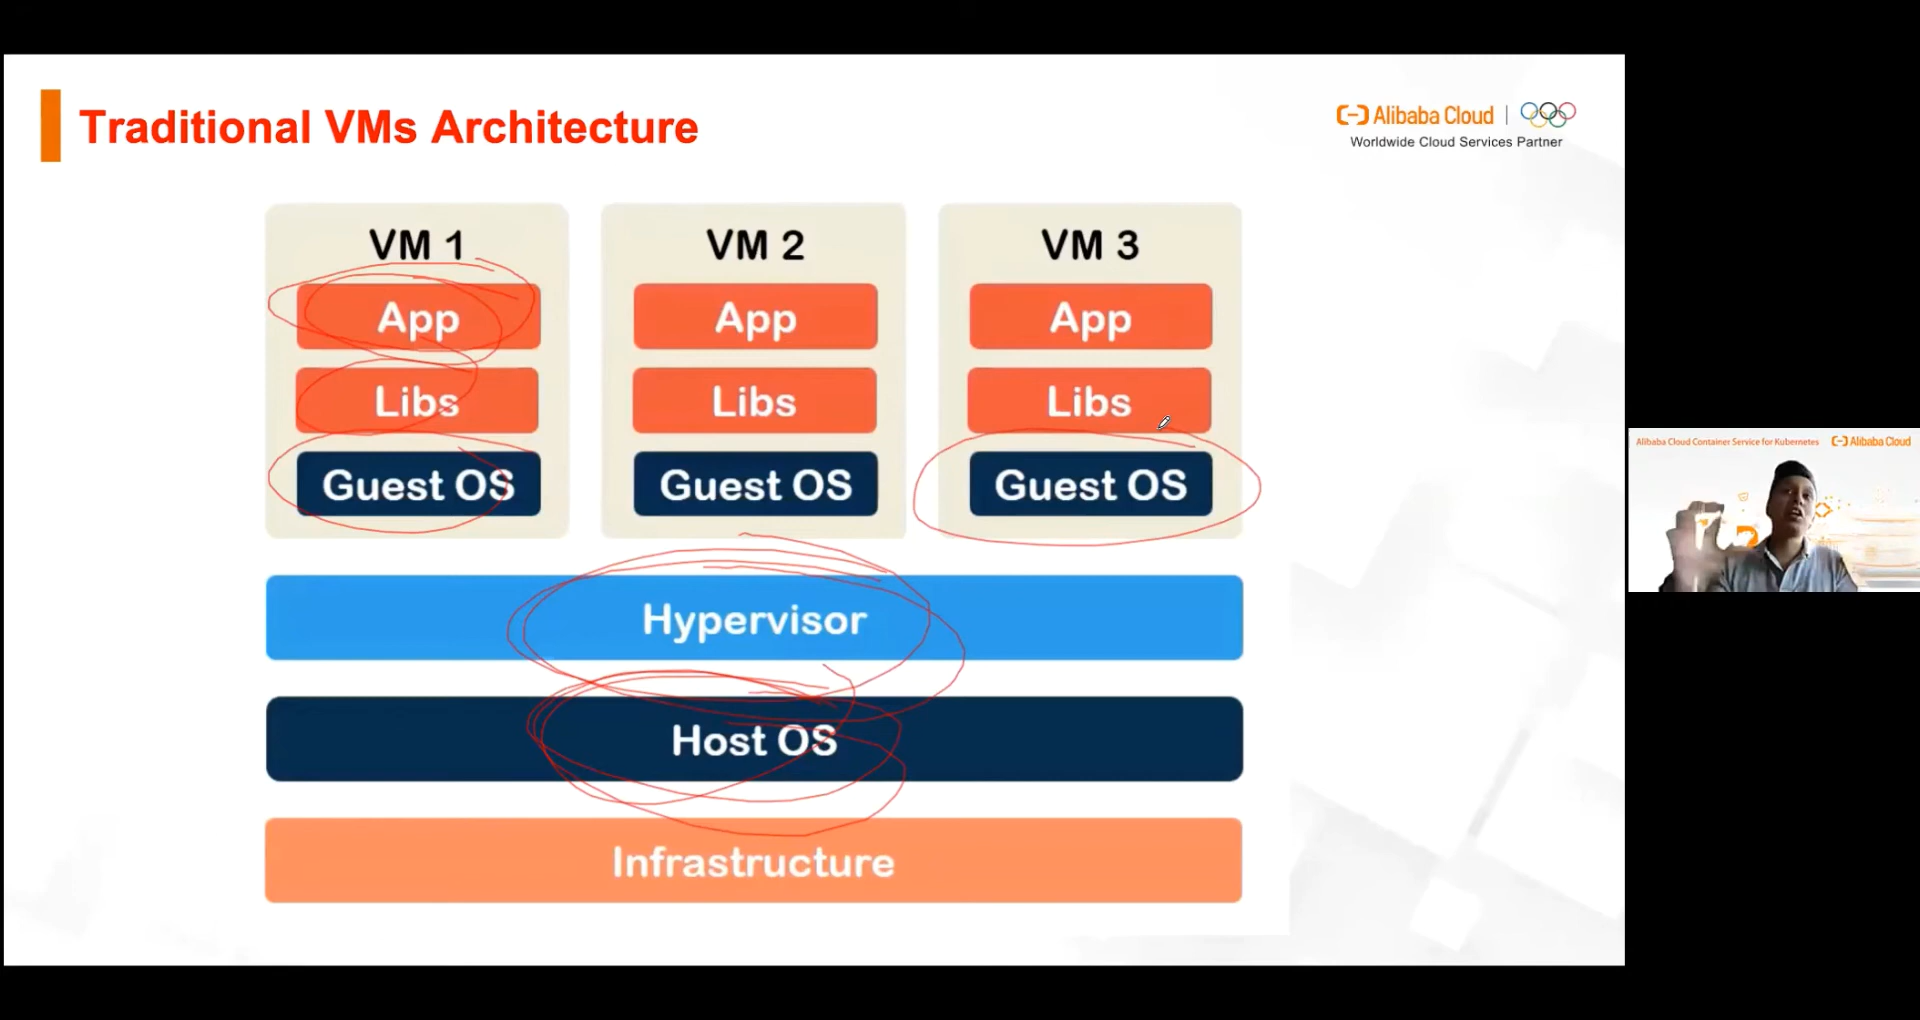 Traditional VMs Architecture
Alibaba Cloud
Worldwide Cloud Services Partner
VM 1
App
Libs
Guest OS
VM 2
App
Libs
Guest OS
VM 3
App
Libs
Guest OS
Hypervisor
Host OS
Infrastructure
Alibaba Cloud Container Service for Kubernetes
Alibaba Cloud